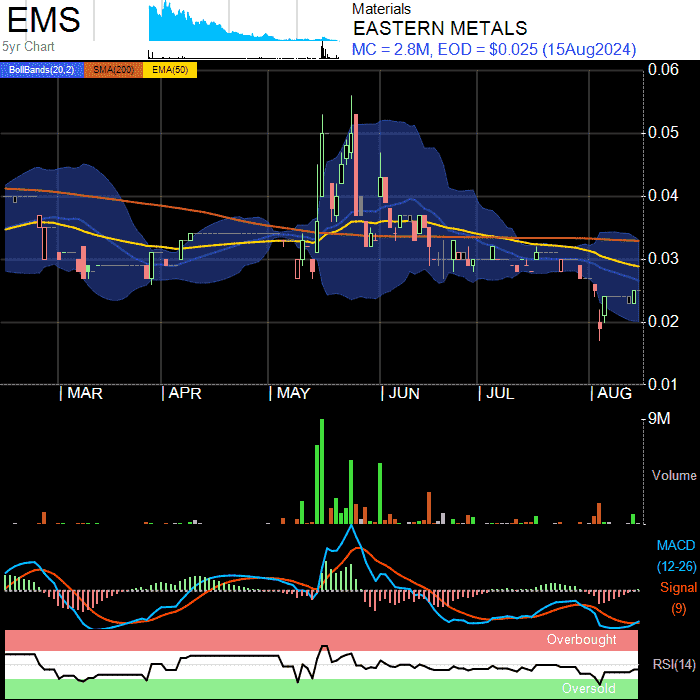 EMS
5yr Chart
Materials
EASTERN METALS
MC = 2.8M, EOD = $0.025 (15Aug2024)
BollBands(20,2) SMA(200) EMA(50)
0.06
0.05
0.04
0.03
0.02
0.01
MAR APR MAY JUN JUL AUG
9M
Volume
MACD
(12-26)
Signal
(9)
Overbought
RSI(14)
Oversold